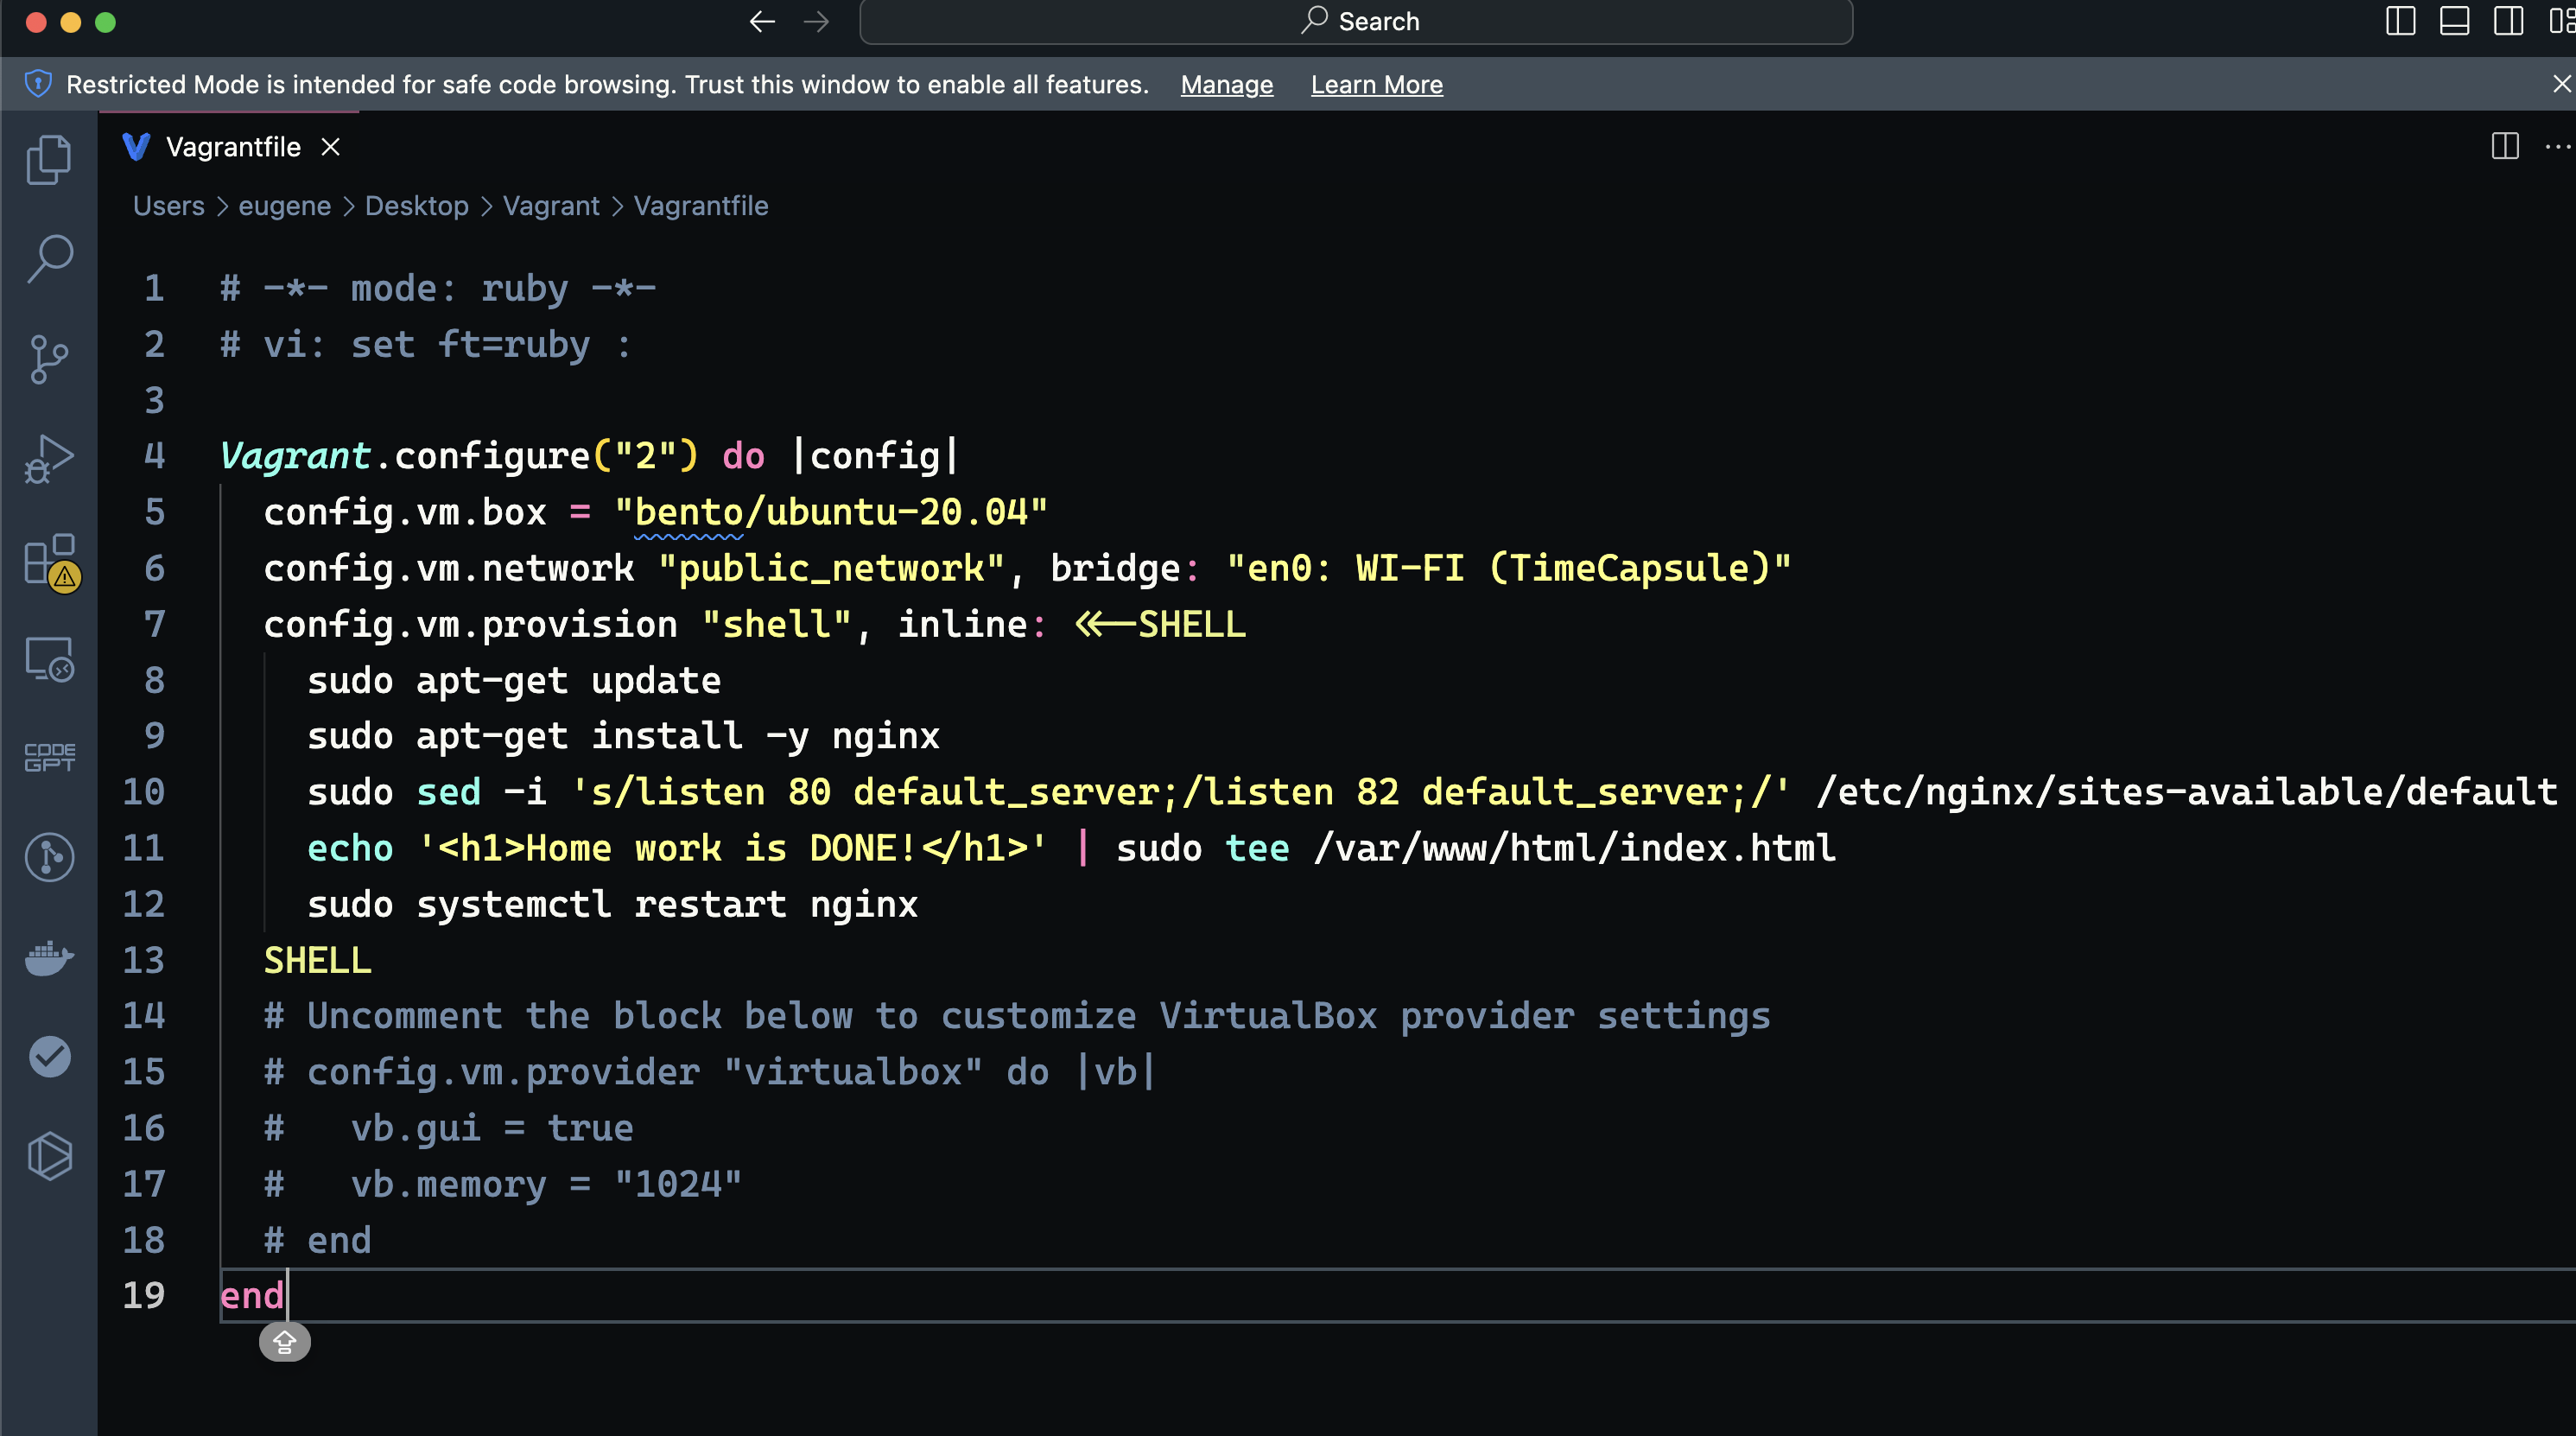 Search
Restricted Mode is intended for safe code browsing. Trust this window to enable all features. Manage Learn More
Vagrantfile
Users > eugene > Desktop > Vagrant > Vagrantfile
1 # -*- mode: ruby -*-
2 # vi: set ft=ruby :
3
4 Vagrant.configure("2") do |config|
5 config.vm.box = "bento/ubuntu-20.04"
6 config.vm.network "public_network", bridge: "en0: WI-FI (TimeCapsule)"
7 config.vm.provision "shell", inline: <<-SHELL
8 sudo apt-get update
9 sudo apt-get install -y nginx
10 sudo sed -i 's/listen 80 default_server;/listen 82 default_server;/' /etc/nginx/sites-available/default
11 echo '<h1>Home work is DONE!</h1>' | sudo tee /var/www/html/index.html
12 sudo systemctl restart nginx
13 SHELL
14 # Uncomment the block below to customize VirtualBox provider settings
15 # config.vm.provider "virtualbox" do |vb|
16 #   vb.gui = true
17 #   vb.memory = "1024"
18 # end
19 end
CODE
GPT